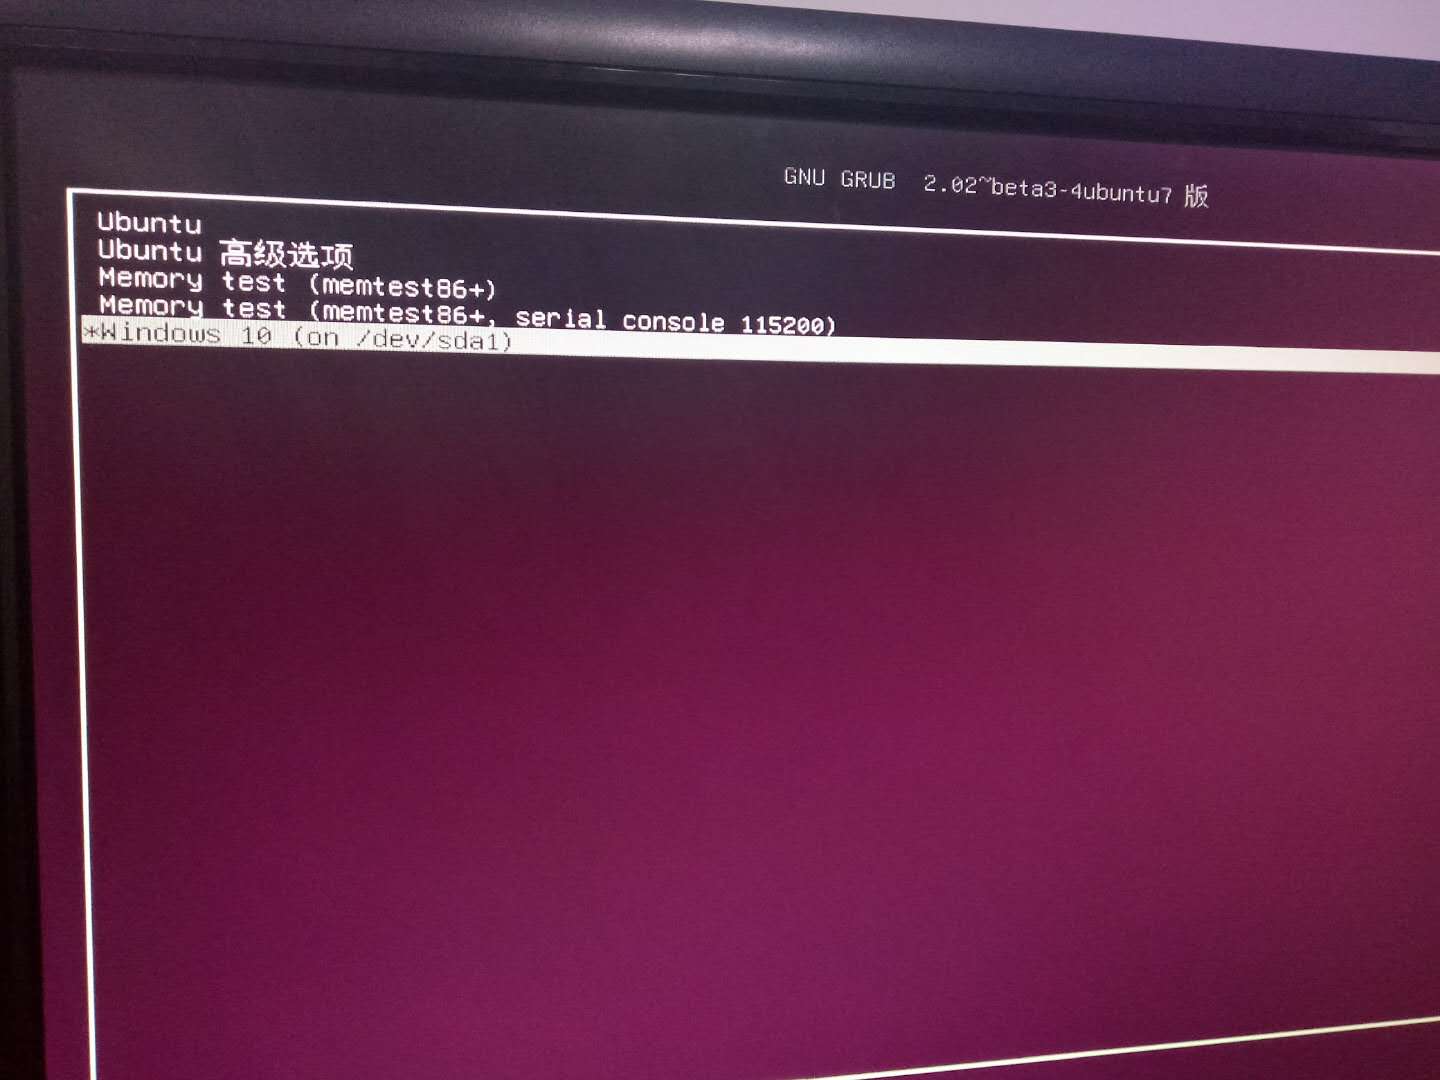 GNU GRUB 2.02~beta3-4ubuntu7 版
Ubuntu
Ubuntu 高级选项
Memory test (memtest86+)
Memory test (memtest86+, serial console 115200)
*Windows 10 (on /dev/sda1)